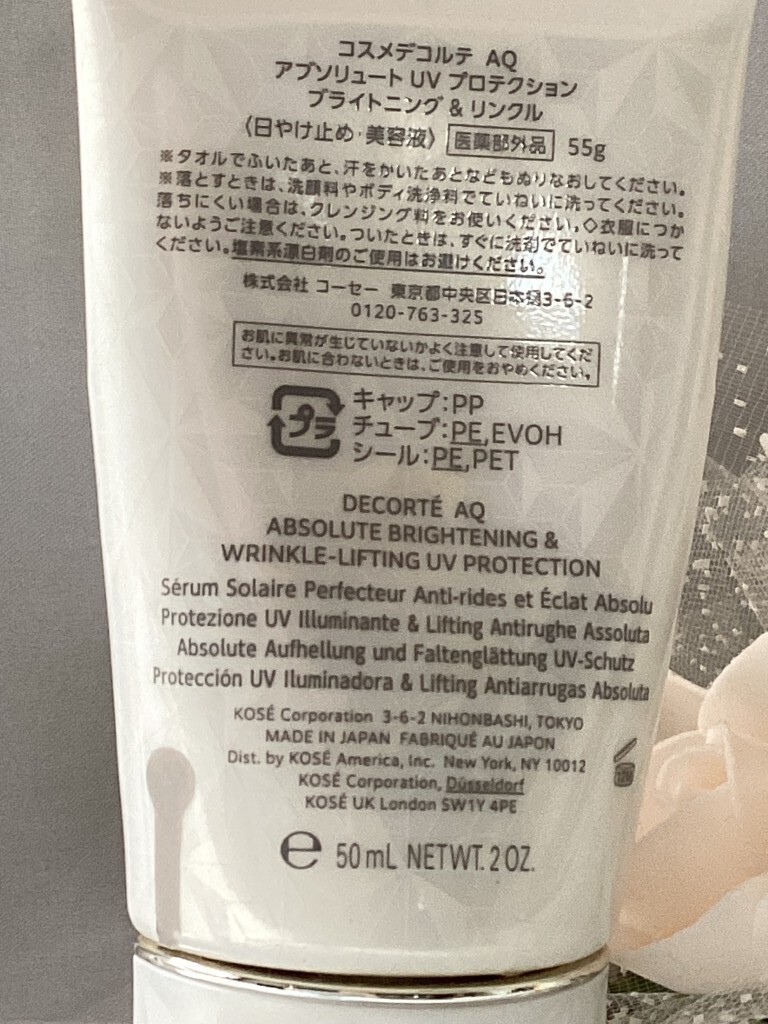 コスメデコルテ AQ
アブソリュート UV プロテクション
ブライトニング & リンクル
〈日やけ止め・美容液〉 医薬部外品 55g
※タオルでふいたあと、汗をかいたあとなどもぬりなおしてください。
※落とすときは、洗顔料やボディ洗浄料でていねいに洗ってください。
落ちにくい場合は、クレンジング料をお使いください。◇衣服につか
ないようご注意ください。ついたときは、すぐに洗剤でていねいに洗って
ください。塩素系漂白剤のご使用はお避けください。
株式会社 コーセー 東京都中央区日本橋3-6-2
0120-763-325
お肌に異常が生じていないかよく注意して使用してくだ
さい。お肌に合わないときは、ご使用をおやめください。
プラ
キャップ:PP
チューブ:PE,EVOH
シール:PE,PET
DECORTÉ AQ
ABSOLUTE BRIGHTENING &
WRINKLE-LIFTING UV PROTECTION
Sérum Solaire Perfecteur Anti-rides et Éclat Absolu
Protezione UV Illuminante & Lifting Antirughe Assoluta
Absolute Aufhellung und Faltenglättung UV-Schutz
Protección UV Iluminadora & Lifting Antiarrugas Absoluta
KOSÉ Corporation 3-6-2 NIHONBASHI, TOKYO
MADE IN JAPAN FABRIQUÉ AU JAPON
Dist. by KOSÉ America, Inc. New York, NY 10012
KOSÉ Corporation, Düsseldorf
KOSÉ UK London SW1Y 4PE
℮ 50 mL NET WT. 2 OZ.